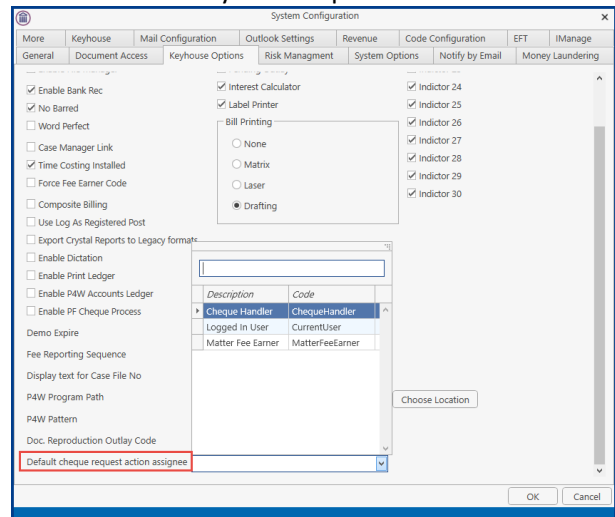 System Configuration
More Keyhouse Mail Configuration Outlook Settings Revenue Code Configuration EFT IManage
General Document Access Keyhouse Options Risk Managment System Options Notify by Email Money Laundering
Enable Bank Rec
No Barred
Word Perfect
Case Manager Link
Time Costing Installed
Force Fee Earner Code
Composite Billing
Use Log As Registered Post
Export Crystal Reports to Legacy formats
Enable Dictation
Enable Print Ledger
Enable P4W Accounts Ledger
Enable PF Cheque Process
Demo Expire
Fee Reporting Sequence
Display text for Case File No
P4W Program Path
P4W Pattern
Doc. Reproduction Outlay Code
Default cheque request action assignee
Interest Calculator
Label Printer
Bill Printing
None
Matrix
Laser
Drafting
Description Code
Cheque Handler ChequeHandler
Logged In User CurrentUser
Matter Fee Earner MatterFeeEarner
Indictor 24
Indictor 25
Indictor 26
Indictor 27
Indictor 28
Indictor 29
Indictor 30
Choose Location
OK Cancel